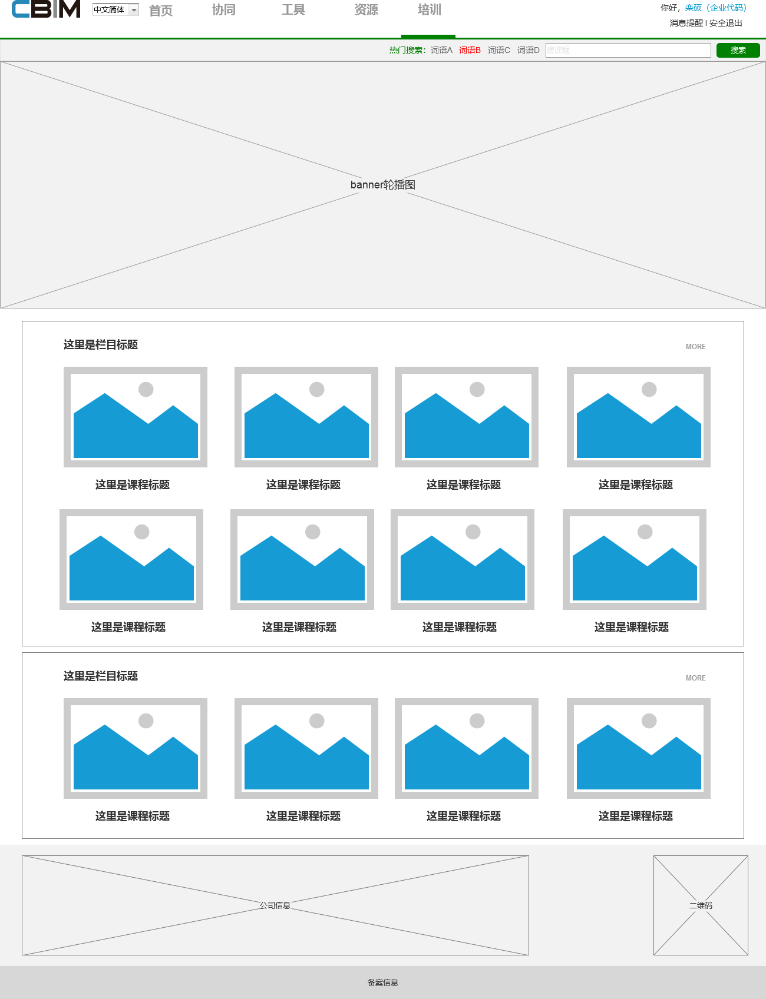 CBIM 中文简体 首页 协同 工具 资源 培训 你好，栾硕（企业代码）
消息提醒 | 安全退出
热门搜索：词语A 词语B 词语C 词语D 搜课程 搜索
banner轮播图
这里是栏目标题 MORE
这里是课程标题 这里是课程标题 这里是课程标题 这里是课程标题
这里是课程标题 这里是课程标题 这里是课程标题 这里是课程标题
这里是栏目标题 MORE
这里是课程标题 这里是课程标题 这里是课程标题 这里是课程标题
公司信息 二维码
备案信息